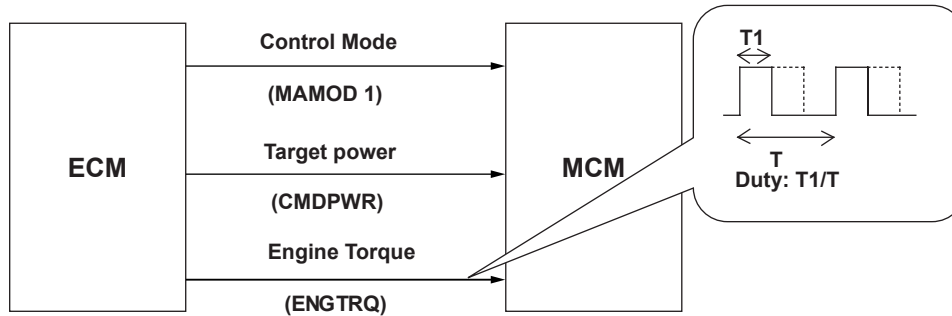 ECM
Control Mode
(MAMOD 1)
Target power
(CMDPWR)
Engine Torque
(ENGTRQ)
MCM
T1
T
Duty: T1/T